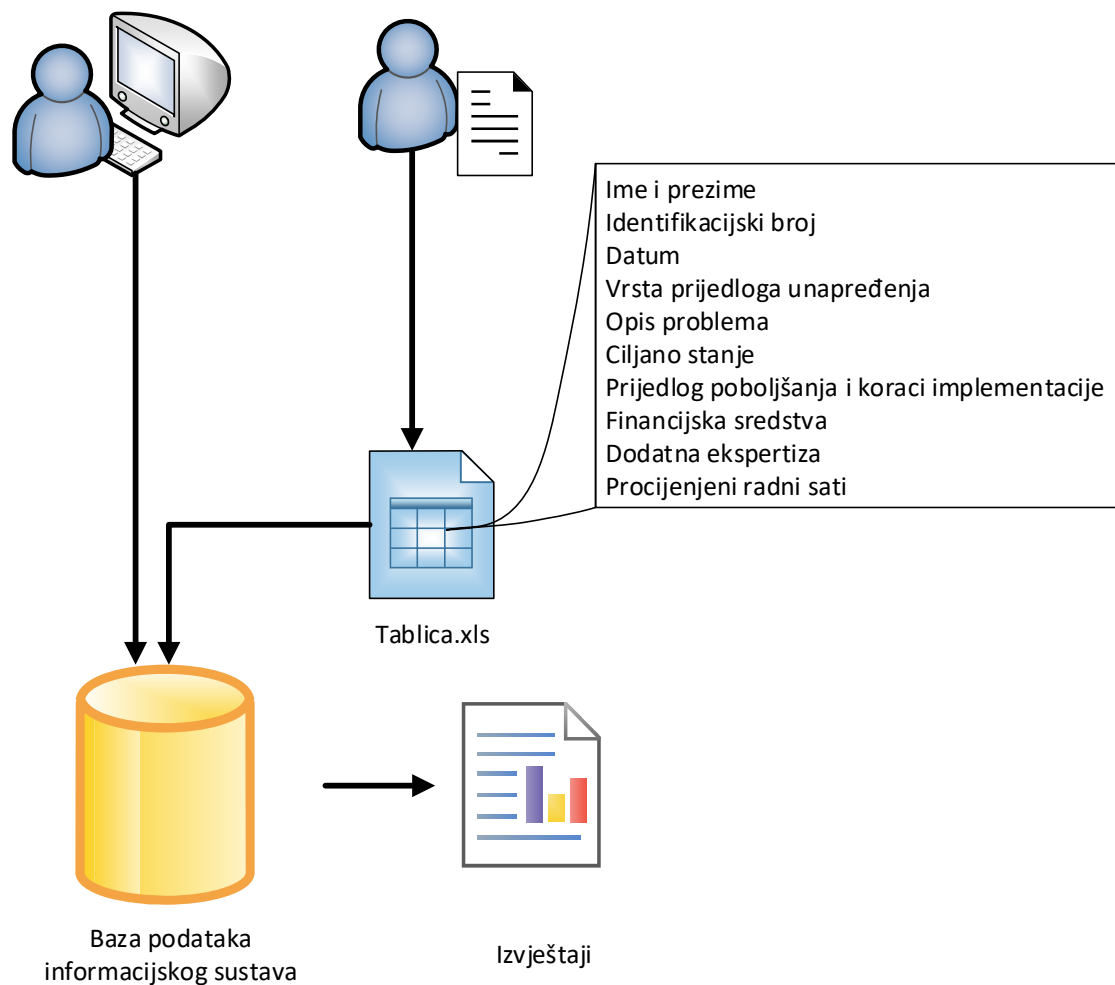 Ime i prezime
Identifikacijski broj
Datum
Vrsta prijedloga unapređenja
Opis problema
Ciljano stanje
Prijedlog poboljšanja i koraci implementacije
Financijska sredstva
Dodatna ekspertiza
Procijenjeni radni sati
Tablica.xls
Baza podataka
informacijskog sustava
Izvještaji